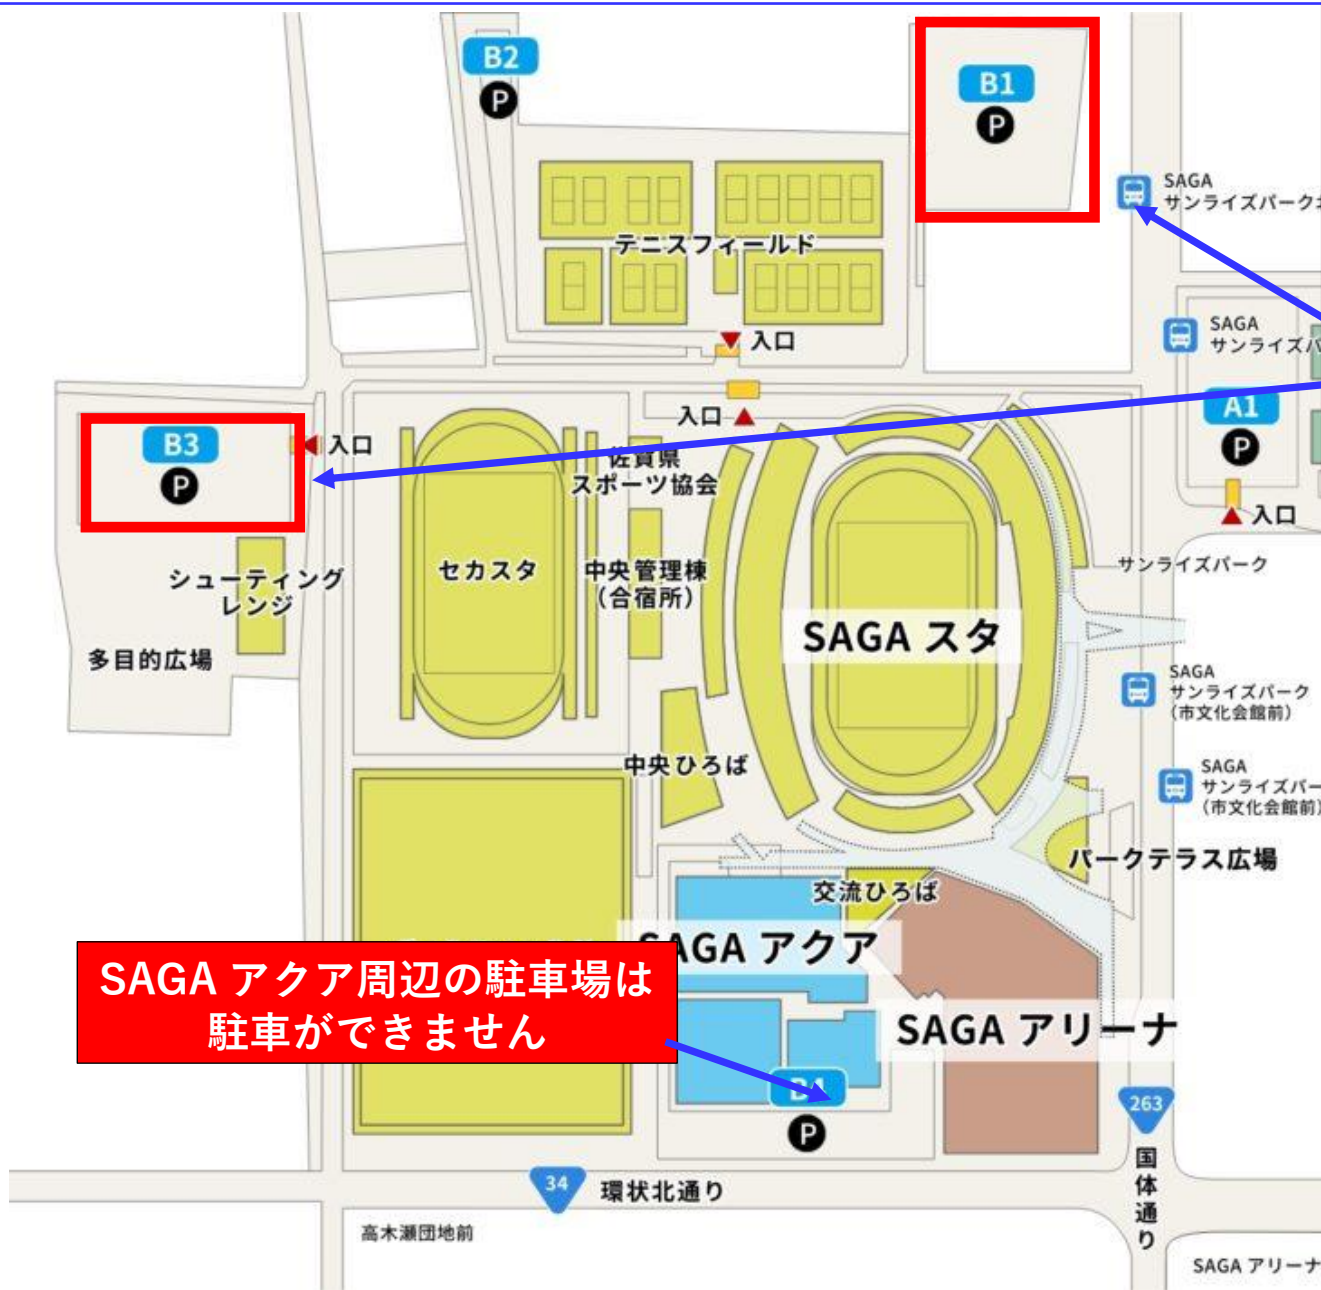 B2
P
B1
P
SAGA
サンライズパーク
テニスフィールド
入口
SAGA
サンライズパ
入口
A1
P
入口
B3
P
入口
佐賀県
スポーツ協会
セカスタ
中央管理棟
（合宿所）
シューティング
レンジ
多目的広場
SAGA スタ
サンライズパーク
SAGA
サンライズパーク
（市文化会館前）
中央ひろば
SAGA
サンライズパー
（市文化会館前）
パークテラス広場
交流ひろば
SAGA アクア
SAGA アクア周辺の駐車場は
駐車ができません
SAGA アリーナ
B4
P
263
国体通り
34
環状北通り
高木瀬団地前
SAGA アリーナ